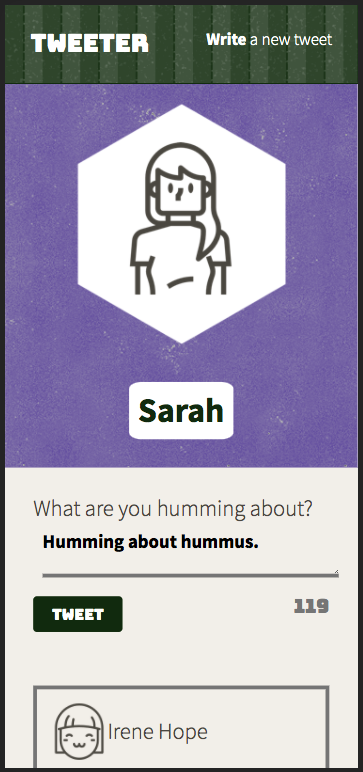 TWEETER
Write a new tweet
Sarah
What are you humming about?
Humming about hummus.
TWEET
119
Irene Hope